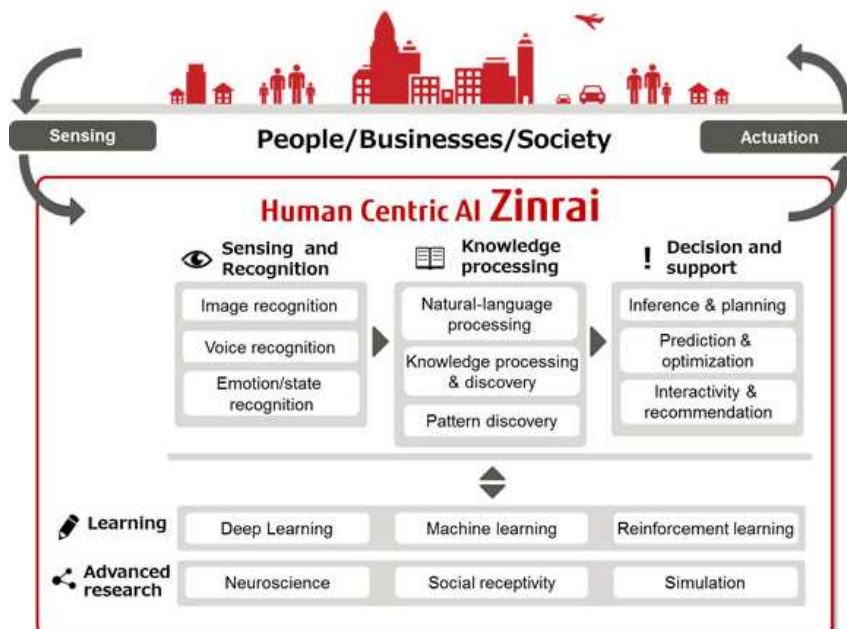 Sensing
People/Businesses/Society
Actuation
Human Centric AI Zinrai
Sensing and
Recognition
Image recognition
Voice recognition
Emotion/state
recognition
Knowledge
processing
Natural-language
processing
Knowledge processing
& discovery
Pattern discovery
! Decision and
support
Inference & planning
Prediction &
optimization
Interactivity &
recommendation
Learning
Deep Learning
Machine learning
Reinforcement learning
Advanced
research
Neuroscience
Social receptivity
Simulation